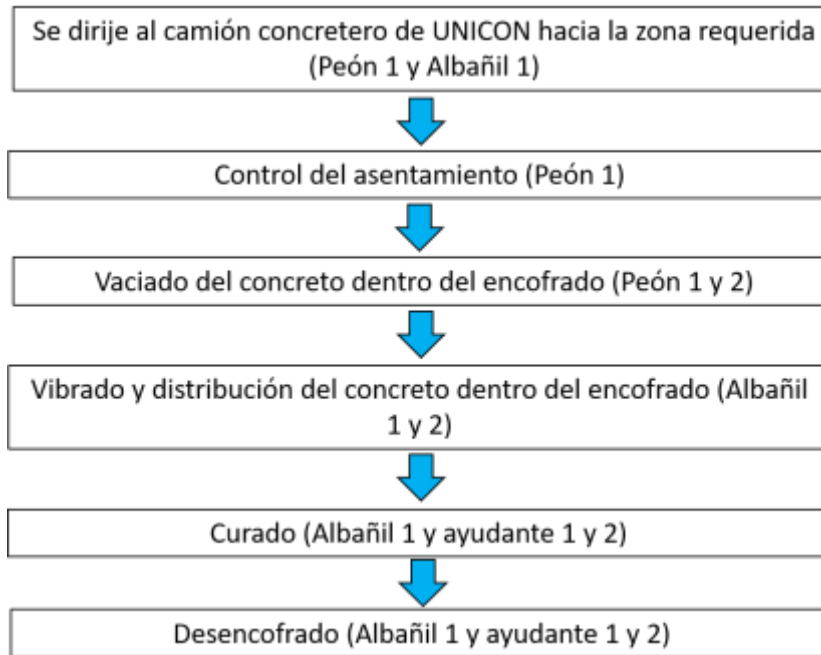 Se dirije al camión concretero de UNICON hacia la zona requerida
(Peón 1 y Albañil 1)
Control del asentamiento (Peón 1)
Vaciado del concreto dentro del encofrado (Peón 1 y 2)
Vibrado y distribución del concreto dentro del encofrado (Albañil
1 y 2)
Curado (Albañil 1 y ayudante 1 y 2)
Desencofrado (Albañil 1 y ayudante 1 y 2)